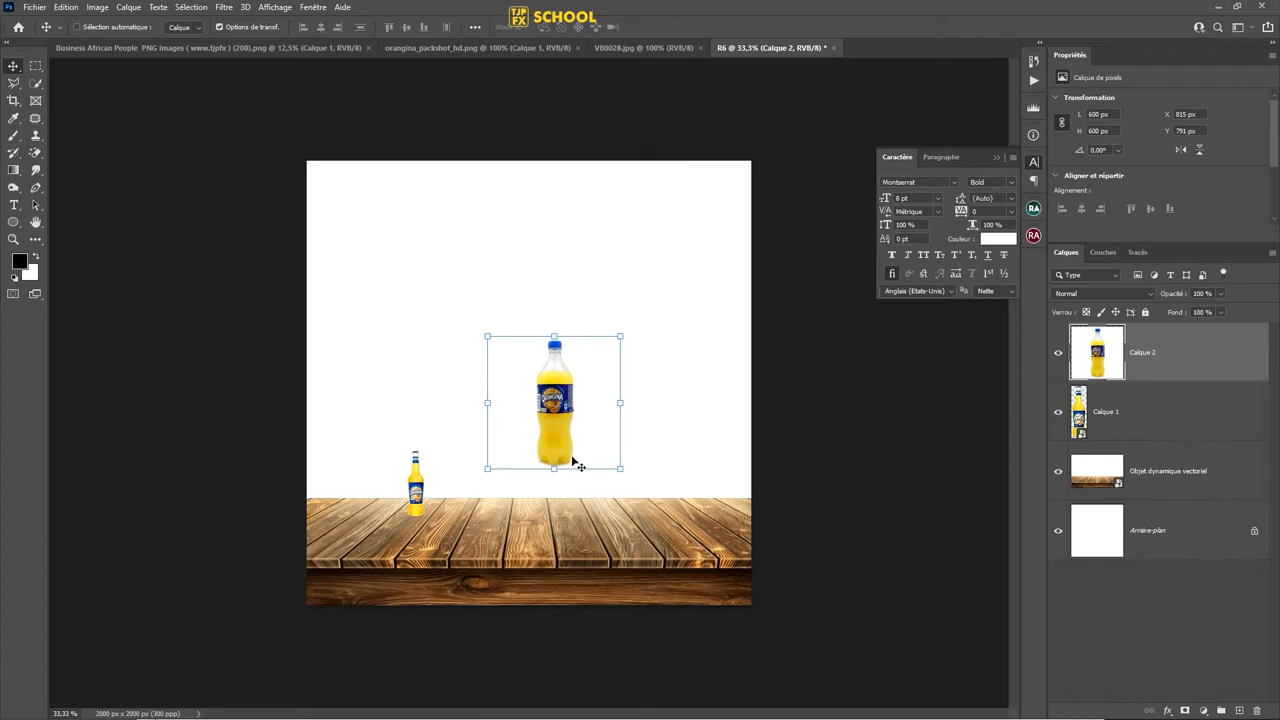 Ps Fichier Edition Image Calque Texte Sélection Filtre 3D Affichage Fenêtre Aide
TJP FX SCHOOL
Sélection automatique : Calque Options de transf.
Business African People PNG Images ( www.tjpfx ) (208).png @ 12,5% (Calque 1, RVB/8) × orangina_packshot_hd.png @ 100% (Calque 1, RVB/8) × VB0028.jpg @ 100% (RVB/8) × R6 @ 33,3% (Calque 2, RVB/8) * ×
Propriétés
Calque de pixels
Transformation
L 600 px X 815 px
H 600 px Y 791 px
0,00°
Aligner et répartir
Alignement :
Caractère Paragraphe
Montserrat Bold
8 pt (Auto)
Métrique 0
100 % 100 %
0 pt Couleur :
Anglais (Etats-Unis) Nette
RA
RA
Calques Couches Tracés
Type
Normal Opacité : 100 %
Verrou : Fond : 100 %
Calque 2
Calque 1
Objet dynamique vectoriel
Arrière-plan
33,33 % 2000 px x 2000 px (300 ppp)